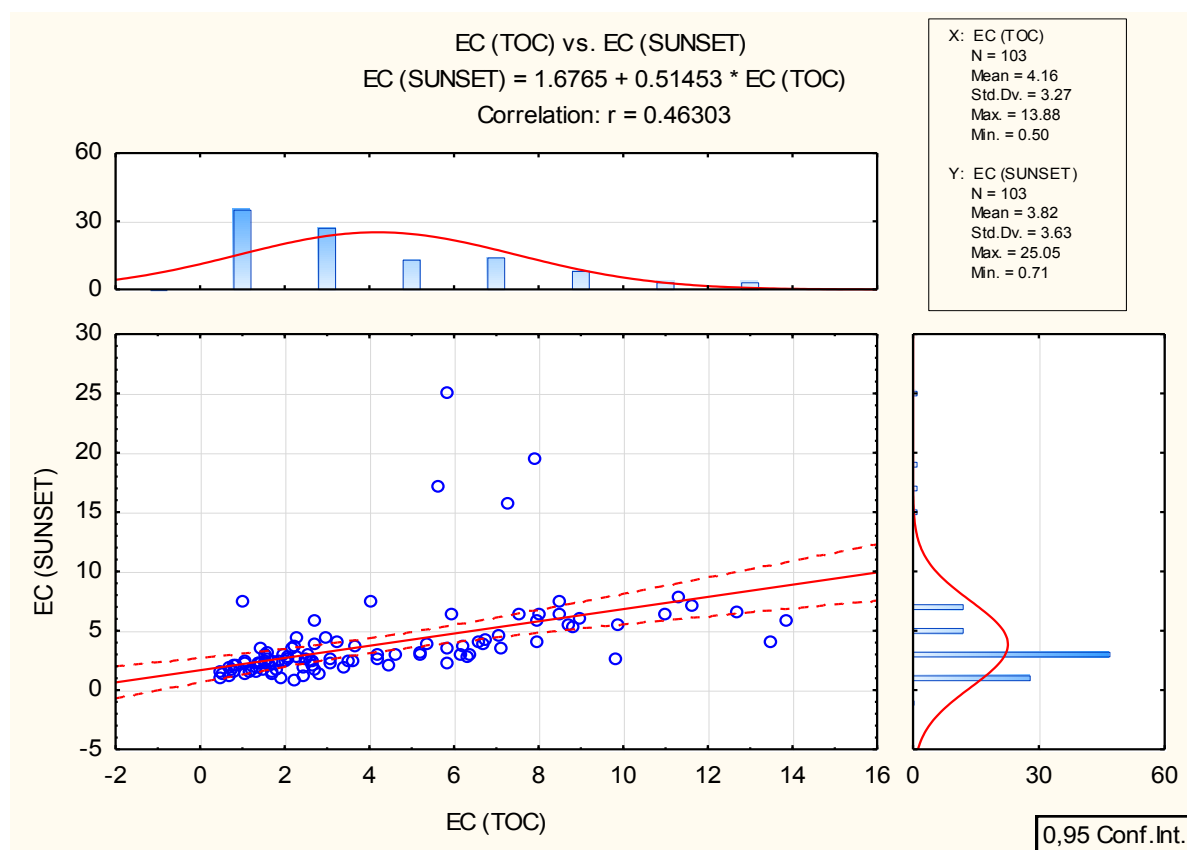 EC (TOC) vs. EC (SUNSET)
EC (SUNSET) = 1.6765 + 0.51453 * EC (TOC)
Correlation: r = 0.46303
X: EC (TOC)
N = 103
Mean = 4.16
Std.Dv. = 3.27
Max. = 13.88
Min. = 0.50
Y: EC (SUNSET)
N = 103
Mean = 3.82
Std.Dv. = 3.63
Max. = 25.05
Min. = 0.71
60
30
0
30
25
20
15
10
5
0
-5
EC (SUNSET)
-2 0 2 4 6 8 10 12 14 16
0 30 60
EC (TOC)
0,95 Conf.Int.